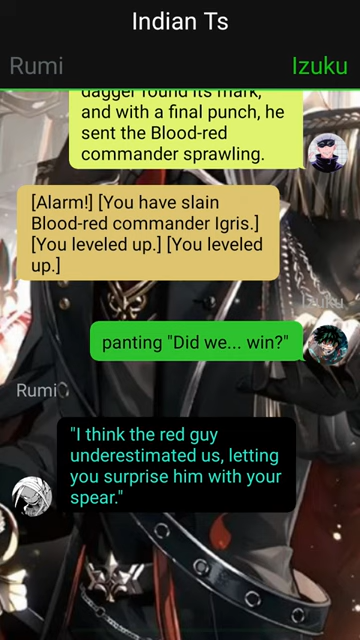 Indian Ts
Rumi
Izuku
dagger found its mark,
and with a final punch, he
sent the Blood-red
commander sprawling.
[Alarm!] [You have slain
Blood-red commander Igris.]
[You leveled up.] [You leveled
up.]
Izuku
panting "Did we... win?"
Rumi
"I think the red guy
underestimated us, letting
you surprise him with your
spear."